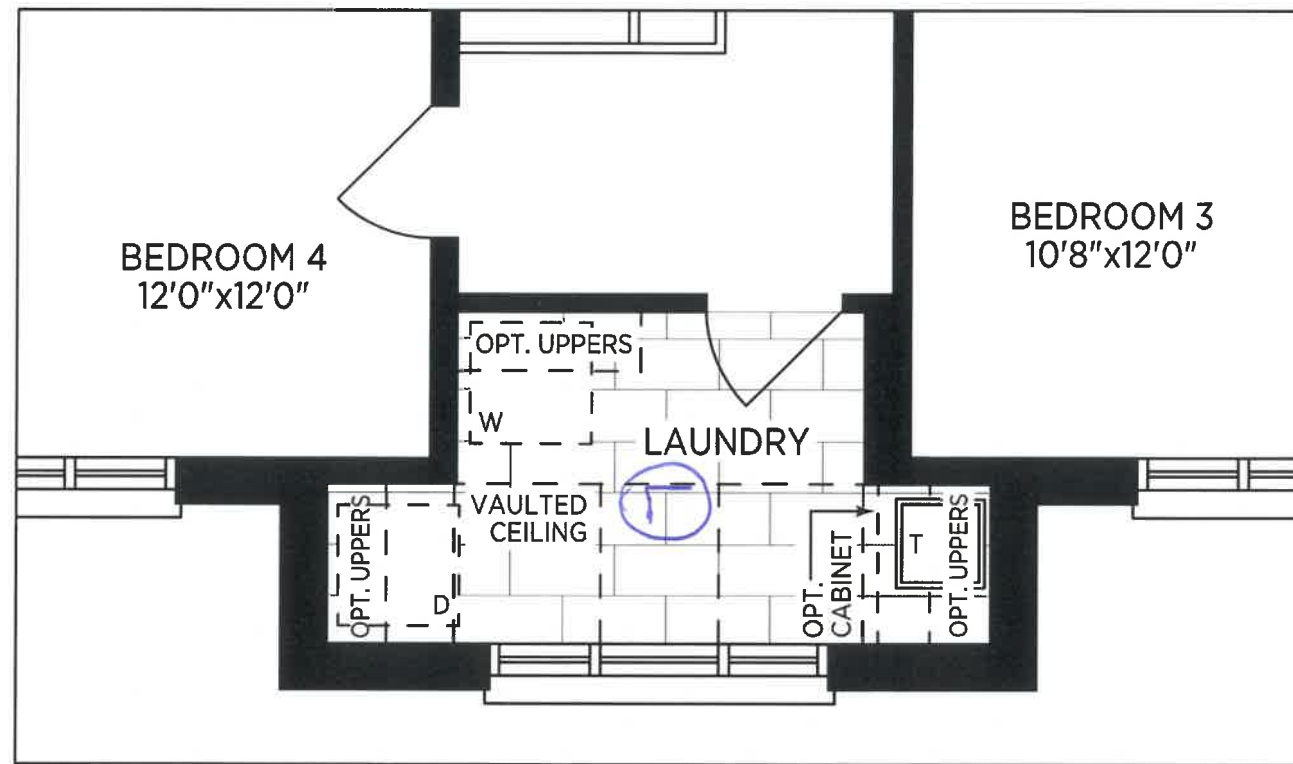 BEDROOM 4
12'0"x12'0"
BEDROOM 3
10'8"x12'0"
OPT. UPPERS
W
LAUNDRY
VAULTED
CEILING
OPT. UPPERS
D
OPT.
CABINET
T
OPT. UPPERS